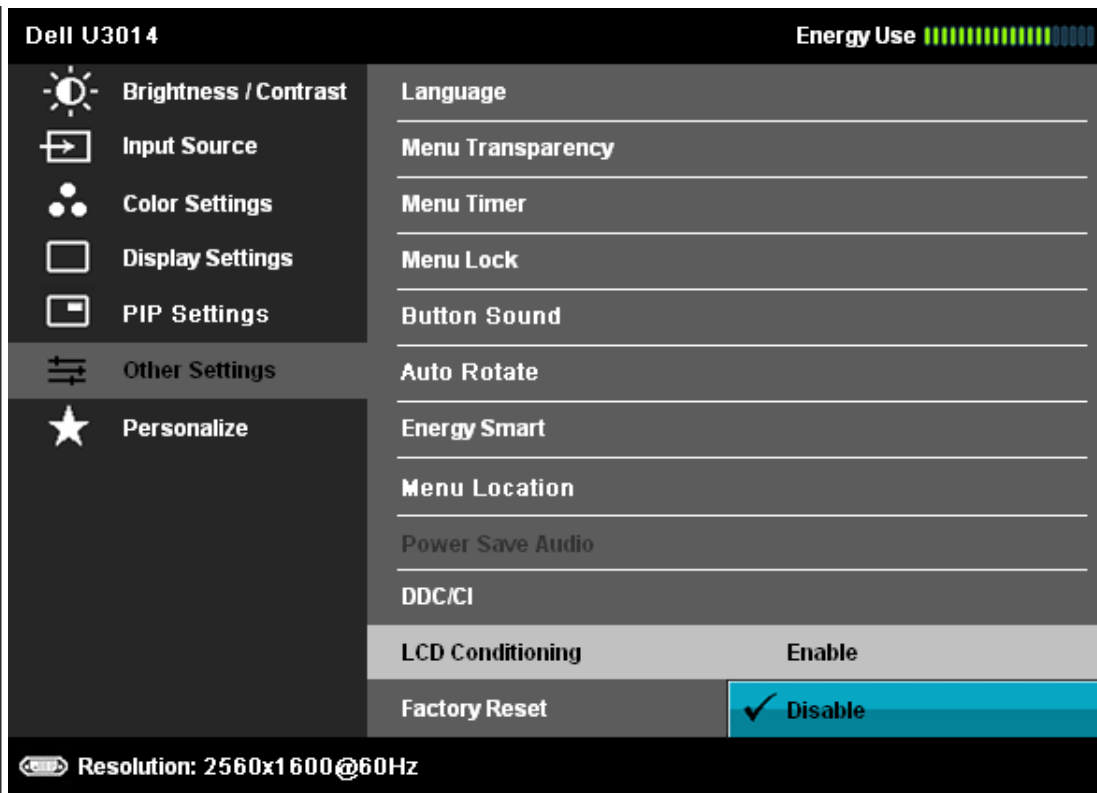 Dell U3014
Energy Use
Brightness / Contrast
Input Source
Color Settings
Display Settings
PIP Settings
Other Settings
Personalize
Language
Menu Transparency
Menu Timer
Menu Lock
Button Sound
Auto Rotate
Energy Smart
Menu Location
Power Save Audio
DDC/CI
LCD Conditioning
Enable
Factory Reset
Disable
Resolution: 2560x1600@60Hz